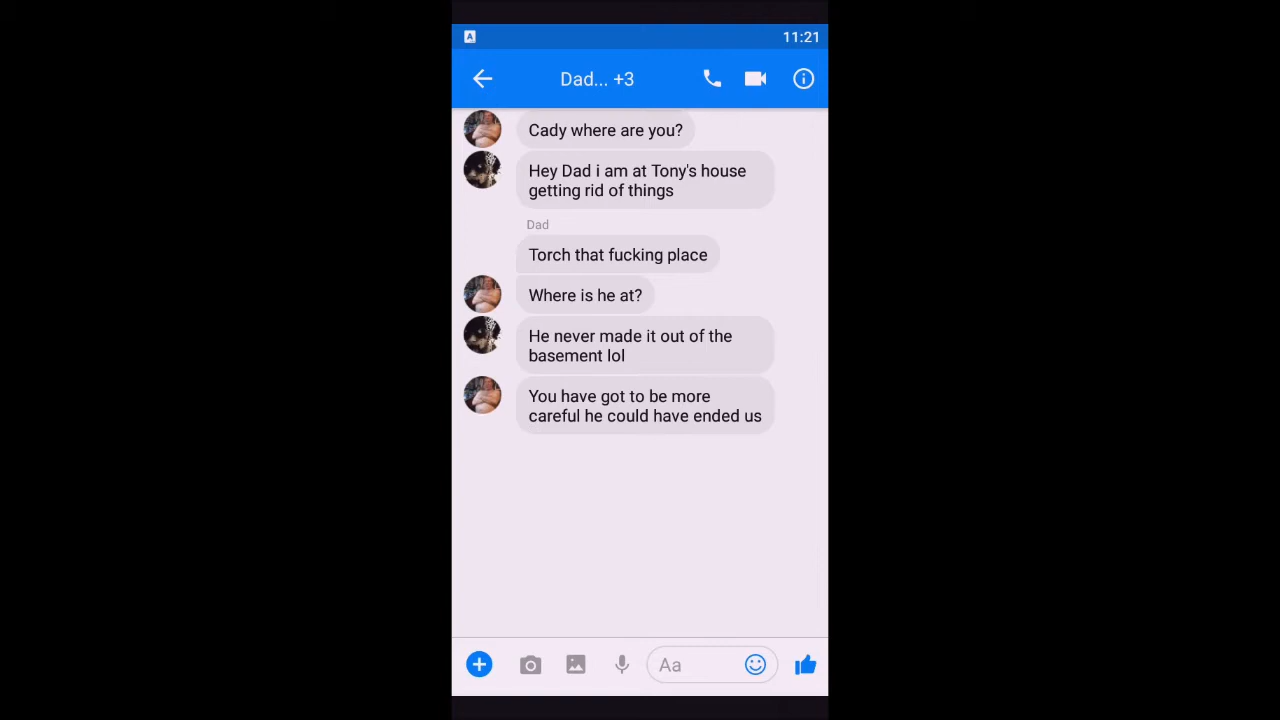 A 11:21
Dad... +3
Cady where are you?
Hey Dad i am at Tony's house
getting rid of things
Dad
Torch that fucking place
Where is he at?
He never made it out of the
basement lol
You have got to be more
careful he could have ended us
Aa